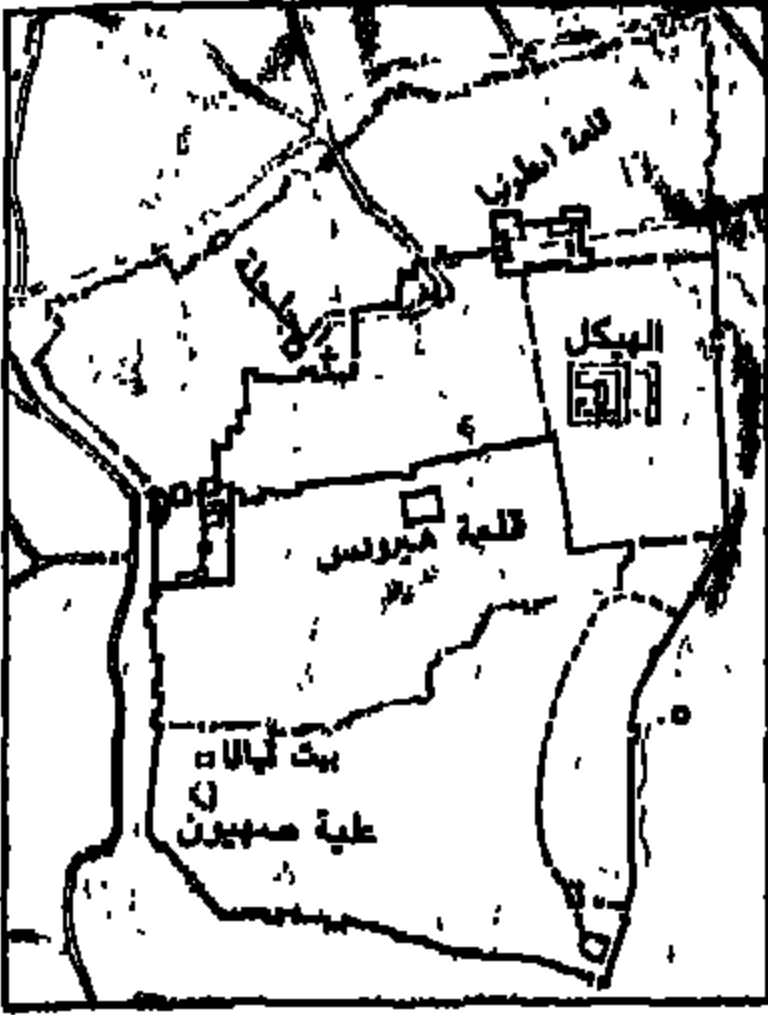 قلعة انطونيا
الهيكل
قلعة هيرودس
بيت قيافا
علية صهيون